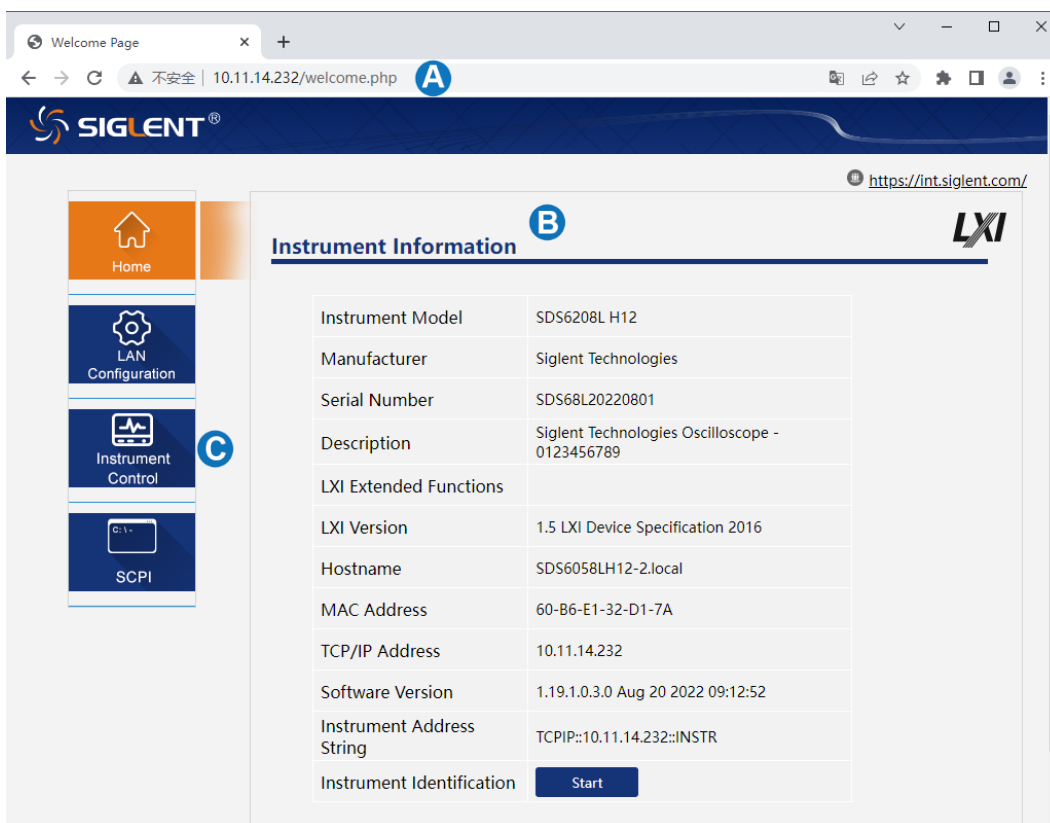 Welcome Page
不安全 | 10.11.14.232/welcome.php
A
SIGLENT®
https://int.siglent.com/
B
LXI
Instrument Information
Home
LAN
Configuration
C
Instrument
Control
C:\-
SCPI
Instrument Model SDS6208L H12
Manufacturer Siglent Technologies
Serial Number SDS68L20220801
Description Siglent Technologies Oscilloscope -
0123456789
LXI Extended Functions
LXI Version 1.5 LXI Device Specification 2016
Hostname SDS6058LH12-2.local
MAC Address 60-B6-E1-32-D1-7A
TCP/IP Address 10.11.14.232
Software Version 1.19.1.0.3.0 Aug 20 2022 09:12:52
Instrument Address
String TCPIP::10.11.14.232::INSTR
Instrument Identification Start